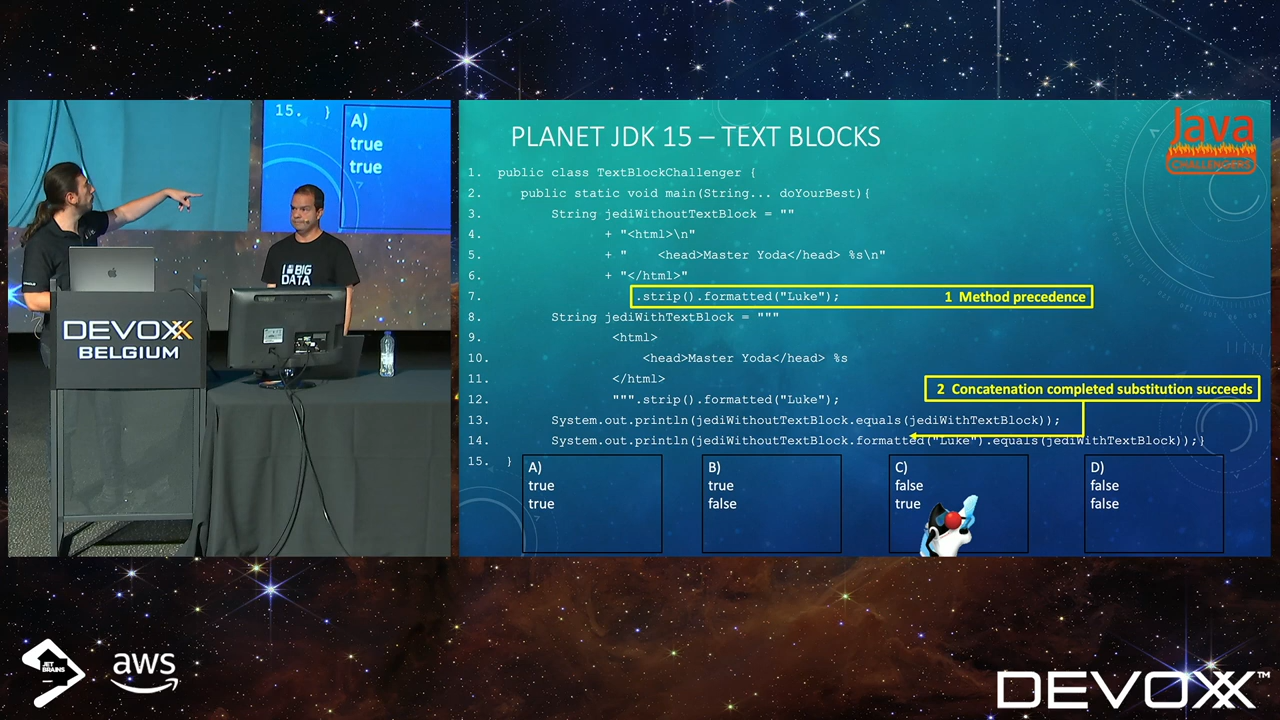 15. }
A)
true
true
I BIG
DATA
DEVOXX
BELGIUM
PLANET JDK 15 – TEXT BLOCKS
Java
CHALLENGERS
1. public class TextBlockChallenger {
2. public static void main(String... doYourBest){
3. String jediWithoutTextBlock = ""
4. + "<html>\n"
5. + "    <head>Master Yoda</head> %s\n"
6. + "</html>"
7. .strip().formatted("Luke"); 1 Method precedence
8. String jediWithTextBlock = """
9. <html>
10. <head>Master Yoda</head> %s
11. </html>
12. """.strip().formatted("Luke");
2 Concatenation completed substitution succeeds
13. System.out.println(jediWithoutTextBlock.equals(jediWithTextBlock));
14. System.out.println(jediWithoutTextBlock.formatted("Luke").equals(jediWithTextBlock));}
15. }
A)
true
true
B)
true
false
C)
false
true
D)
false
false
JET
BRAINS
aws
DEVOXX™